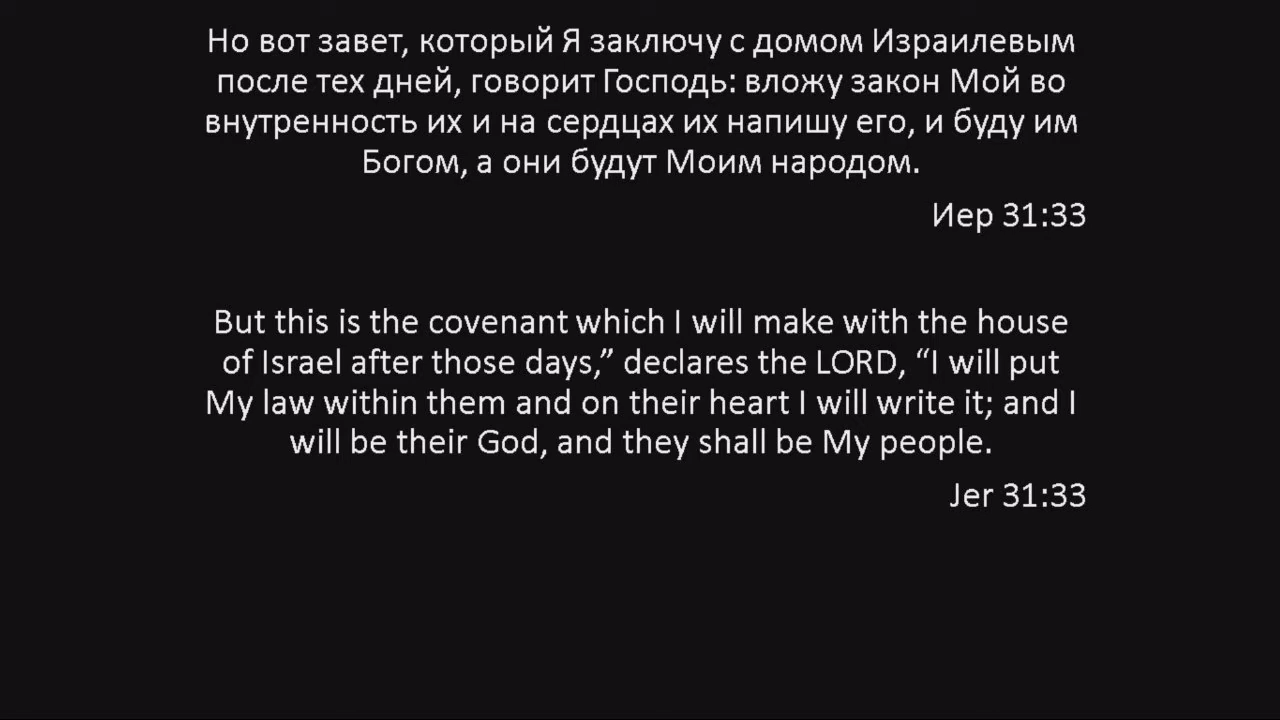 Но вот завет, который Я заключу с домом Израилевым
после тех дней, говорит Господь: вложу закон Мой во
внутренность их и на сердцах их напишу его, и буду им
Богом, а они будут Моим народом.
Иер 31:33
But this is the covenant which I will make with the house
of Israel after those days,” declares the LORD, “I will put
My law within them and on their heart I will write it; and I
will be their God, and they shall be My people.
Jer 31:33